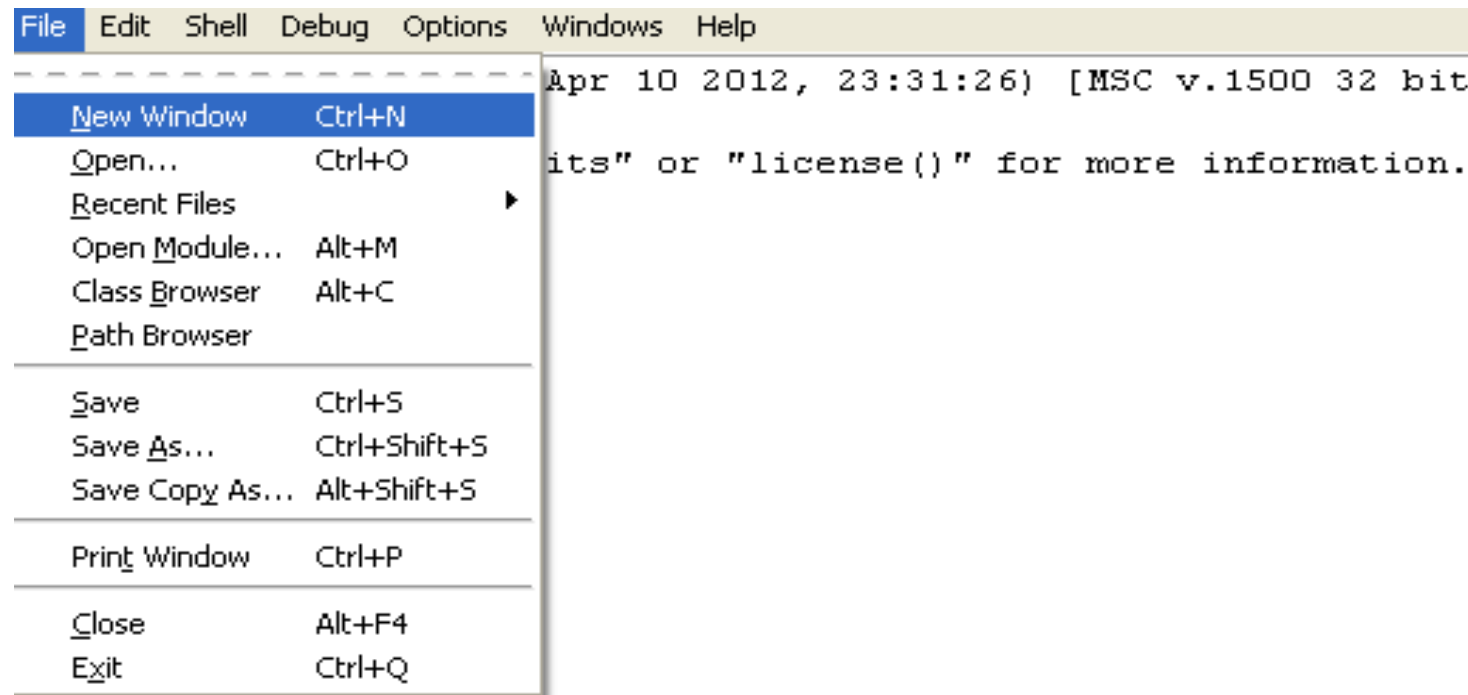 File Edit Shell Debug Options Windows Help
Apr 10 2012, 23:31:26) [MSC v.1500 32 bit
New Window Ctrl+N
Open... Ctrl+O
its" or "license()" for more information.
Recent Files
Open Module... Alt+M
Class Browser Alt+C
Path Browser
Save Ctrl+S
Save As... Ctrl+Shift+S
Save Copy As... Alt+Shift+S
Print Window Ctrl+P
Close Alt+F4
Exit Ctrl+Q